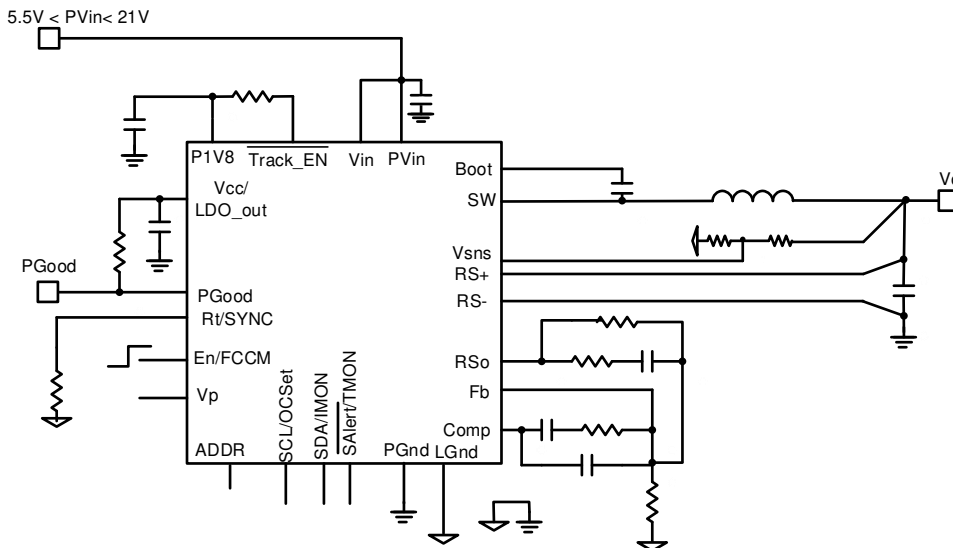 5.5V < PVin< 21V
P1V8
Track_EN
Vin
PVin
Vcc/
LDO_out
Boot
SW
Vsns
RS+
RS-
PGood
PGood
Rt/SYNC
En/FCCM
Vp
RSo
Fb
Comp
ADDR
SCL/OCSet
SDA/IMON
SAlert/TMON
PGnd
LGnd